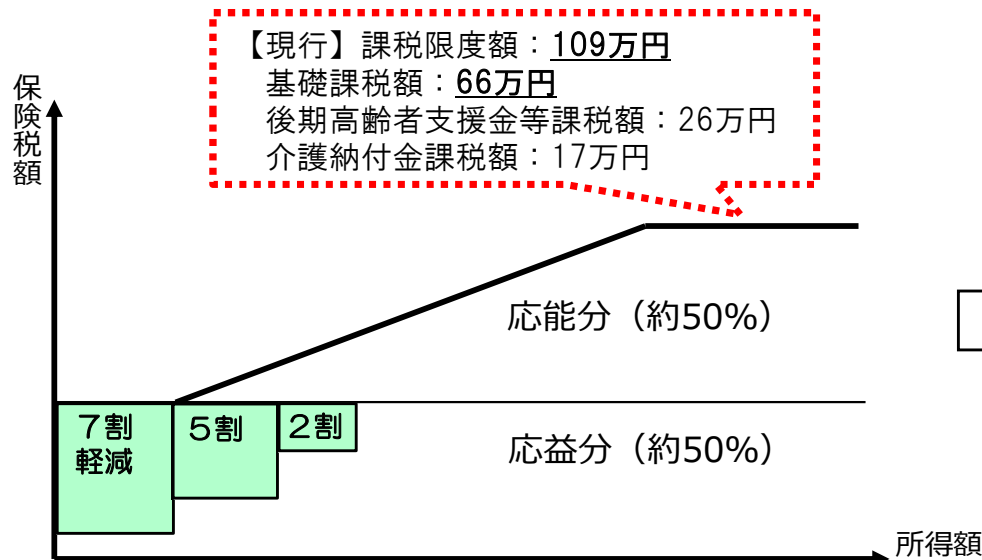 【現行】課税限度額：109万円
基礎課税額：66万円
後期高齢者支援金等課税額：26万円
介護納付金課税額：17万円
保険税額
応能分（約50%）
7割
軽減
5割
2割
応益分（約50%）
所得額